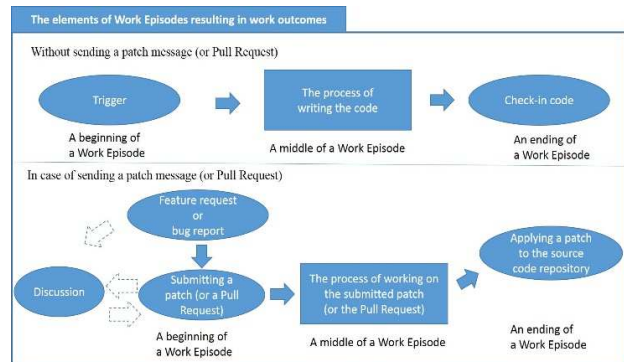 The elements of Work Episodes resulting in work outcomes
Without sending a patch message (or Pull Request)
Trigger
The process of
writing the code
Check-in code
A beginning of
a Work Episode
A middle of a Work Episode
An ending of
a Work Episode
In case of sending a patch message (or Pull Request)
Feature request
or
bug report
Discussion
Submitting a
patch (or a Pull
Request)
The process of working on
the submitted patch
(or the Pull Request)
Applying a patch
to the source
code repository
A beginning of
a Work Episode
A middle of a Work Episode
An ending of
a Work Episode